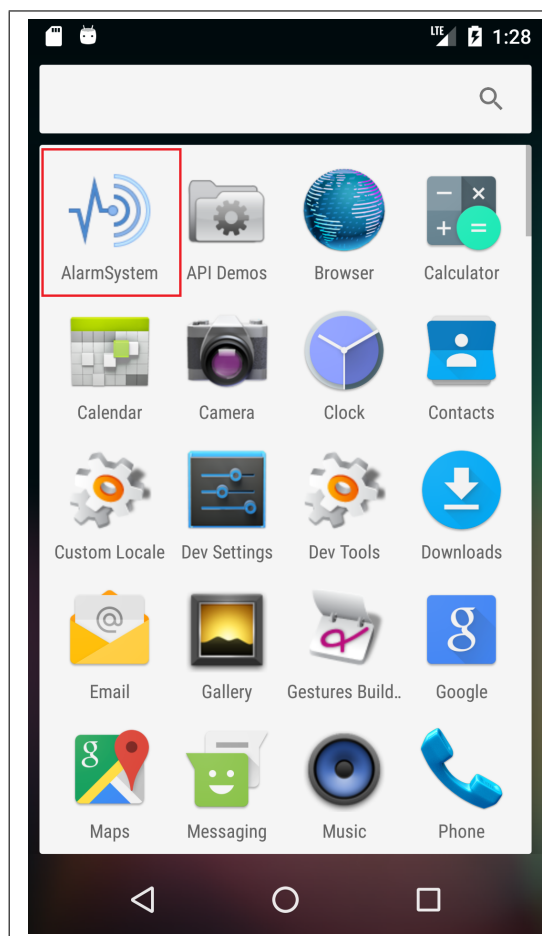 LTE 1:28
AlarmSystem API Demos Browser Calculator
Calendar Camera Clock Contacts
Custom Locale Dev Settings Dev Tools Downloads
@ g
Email Gallery Gestures Build.. Google
g
Maps Messaging Music Phone